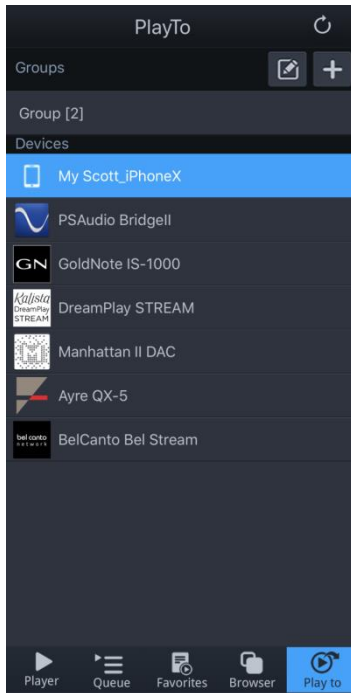 PlayTo
Groups
Group [2]
Devices
My Scott_iPhoneX
PSAudio BridgeII
GN GoldNote IS-1000
Kalista
DreamPlay
STREAM
DreamPlay STREAM
Manhattan II DAC
Ayre QX-5
bel canto
network
BelCanto Bel Stream
Player Queue Favorites Browser Play to